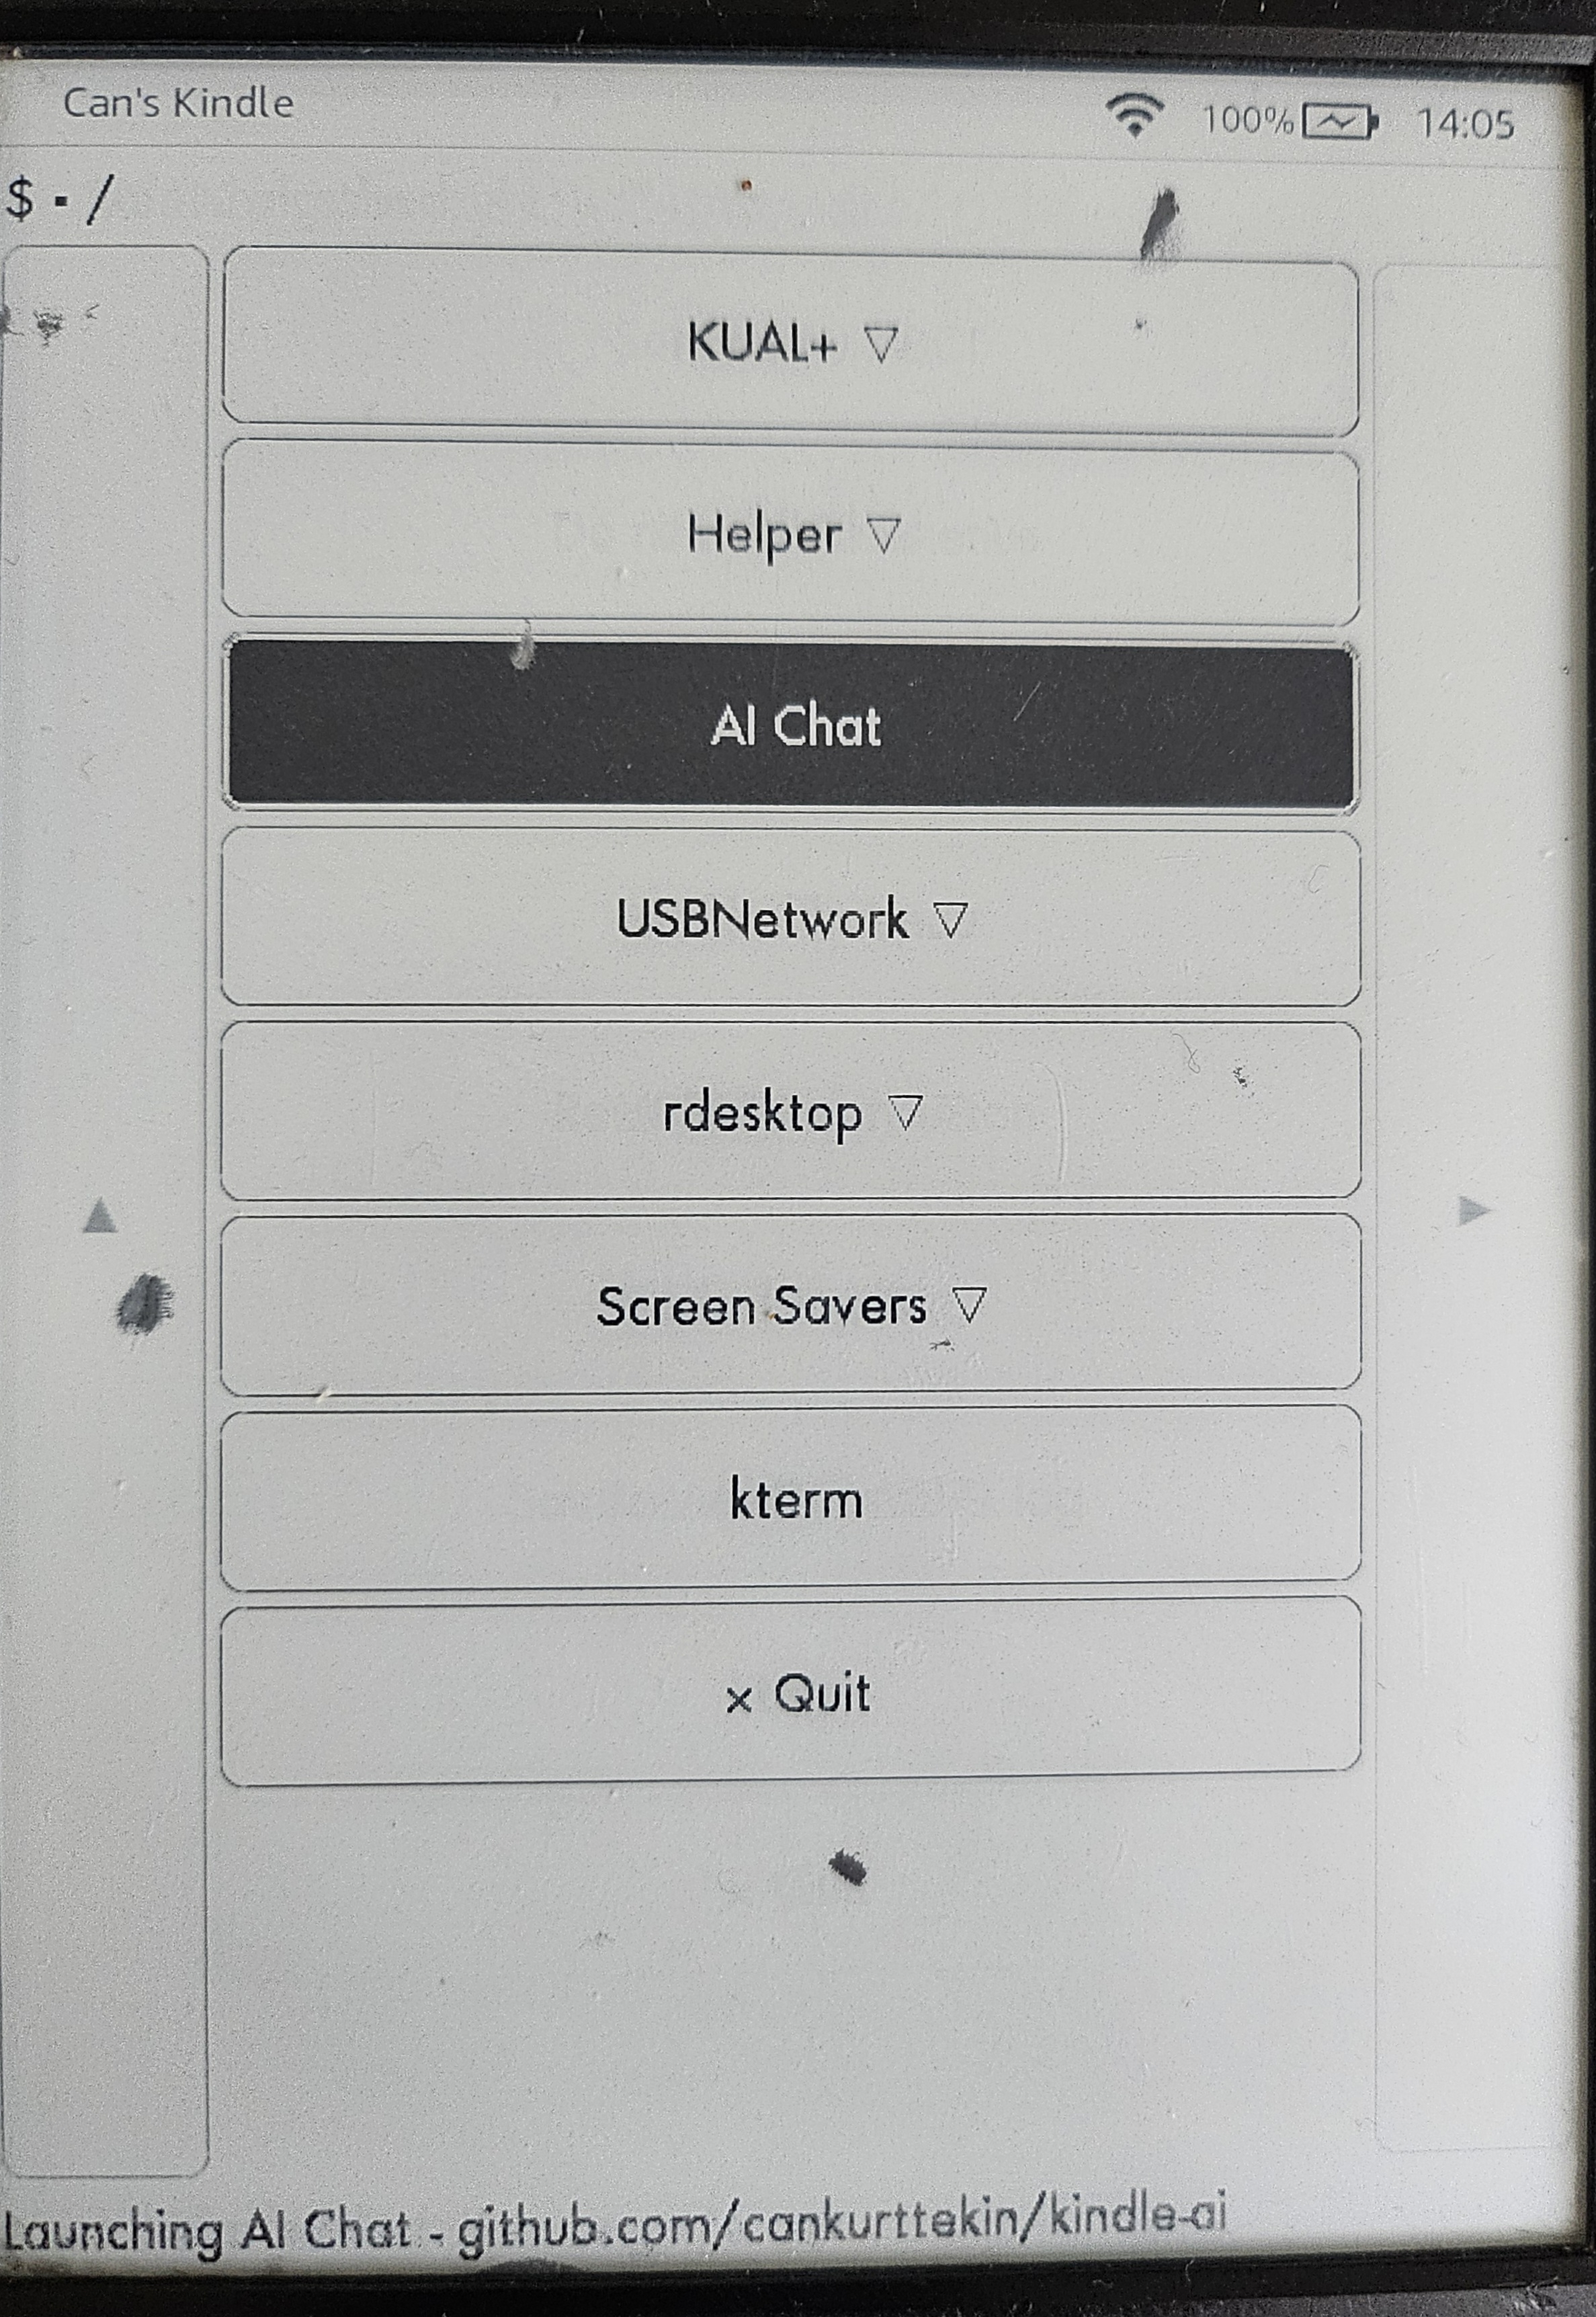 Can's Kindle 100% 14:05
$ · /
KUAL+ ▽
Helper ▽
AI Chat
USBNetwork ▽
rdesktop ▽
Screen Savers ▽
kterm
× Quit
Launching AI Chat - github.com/cankurttekin/kindle-ai